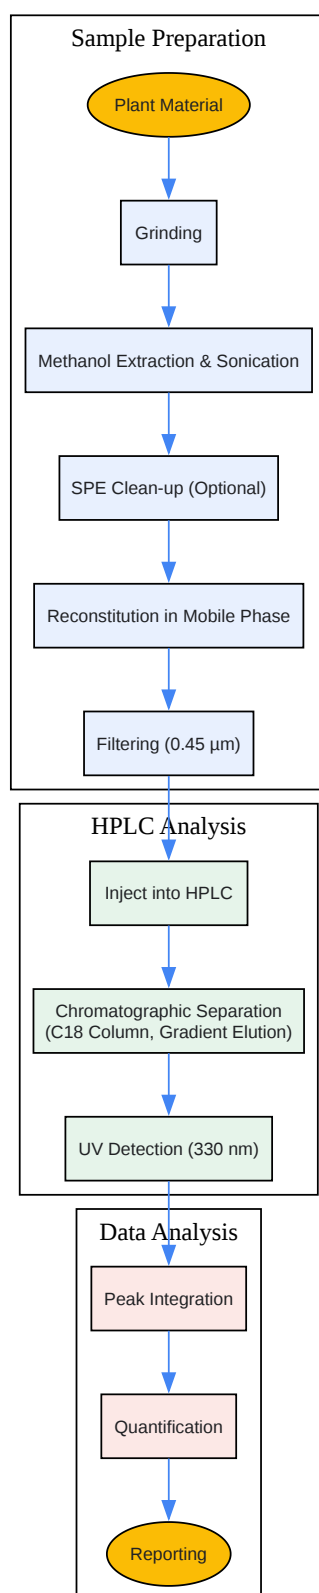 Sample Preparation
Plant Material
Grinding
Methanol Extraction & Sonication
SPE Clean-up (Optional)
Reconstitution in Mobile Phase
Filtering (0.45 µm)
HPLC Analysis
Inject into HPLC
Chromatographic Separation
(C18 Column, Gradient Elution)
UV Detection (330 nm)
Data Analysis
Peak Integration
Quantification
Reporting